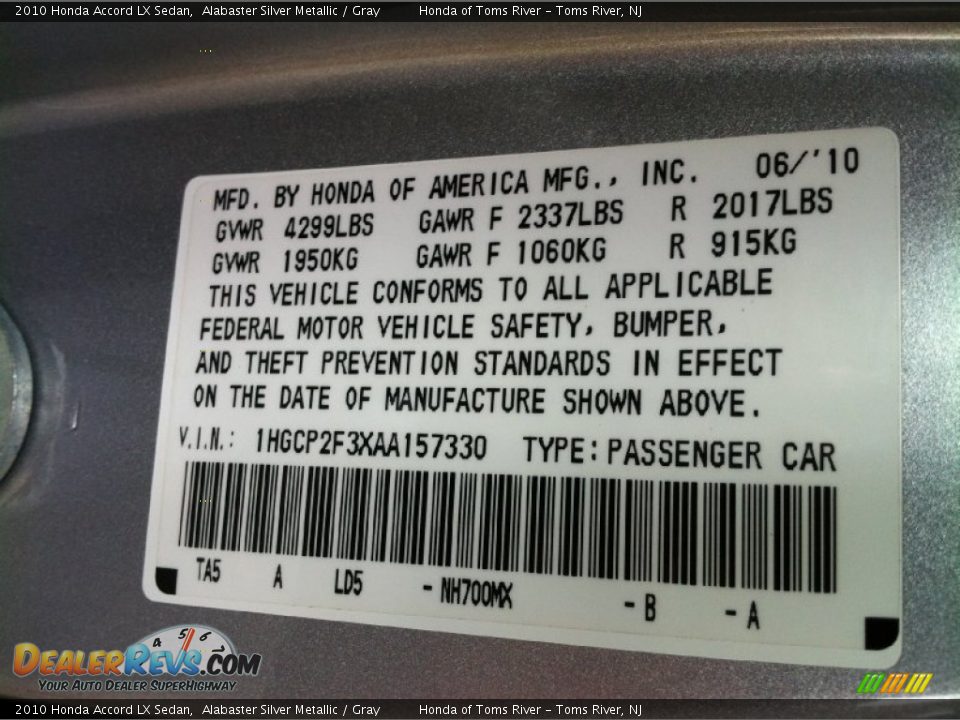 2010 Honda Accord LX Sedan, Alabaster Silver Metallic / Gray Honda of Toms River - Toms River, NJ
MFD. BY HONDA OF AMERICA MFG., INC. 06/'10
GVWR 4299LBS GAWR F 2337LBS R 2017LBS
GVWR 1950KG GAWR F 1060KG R 915KG
THIS VEHICLE CONFORMS TO ALL APPLICABLE
FEDERAL MOTOR VEHICLE SAFETY, BUMPER,
AND THEFT PREVENTION STANDARDS IN EFFECT
ON THE DATE OF MANUFACTURE SHOWN ABOVE.
V.I.N.: 1HGCP2F3XAA157330 TYPE: PASSENGER CAR
TA5 A LD5 - NH700MX - B - A
4 5 6
DEALERREVS.COM
YOUR AUTO DEALER SUPERHIGHWAY
2010 Honda Accord LX Sedan, Alabaster Silver Metallic / Gray Honda of Toms River - Toms River, NJ